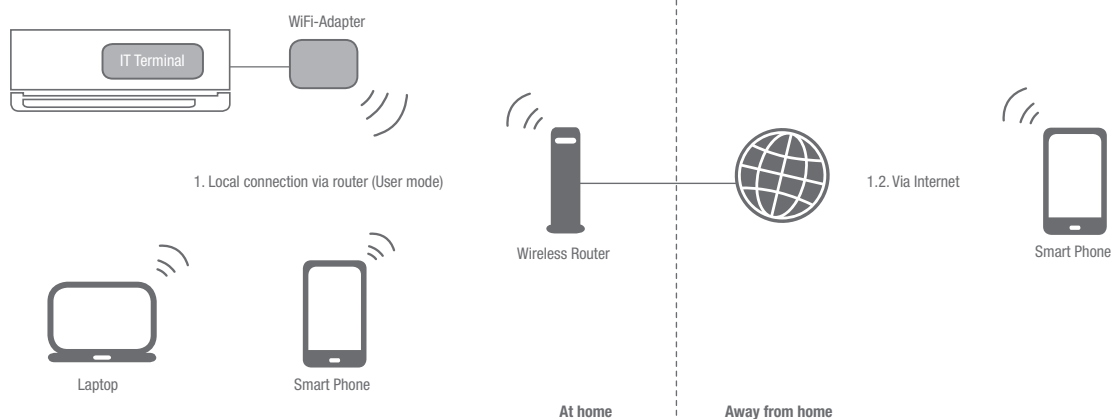 WiFi-Adapter
IT Terminal
1. Local connection via router (User mode)
1.2. Via Internet
Wireless Router
Smart Phone
Laptop
Smart Phone
At home
Away from home